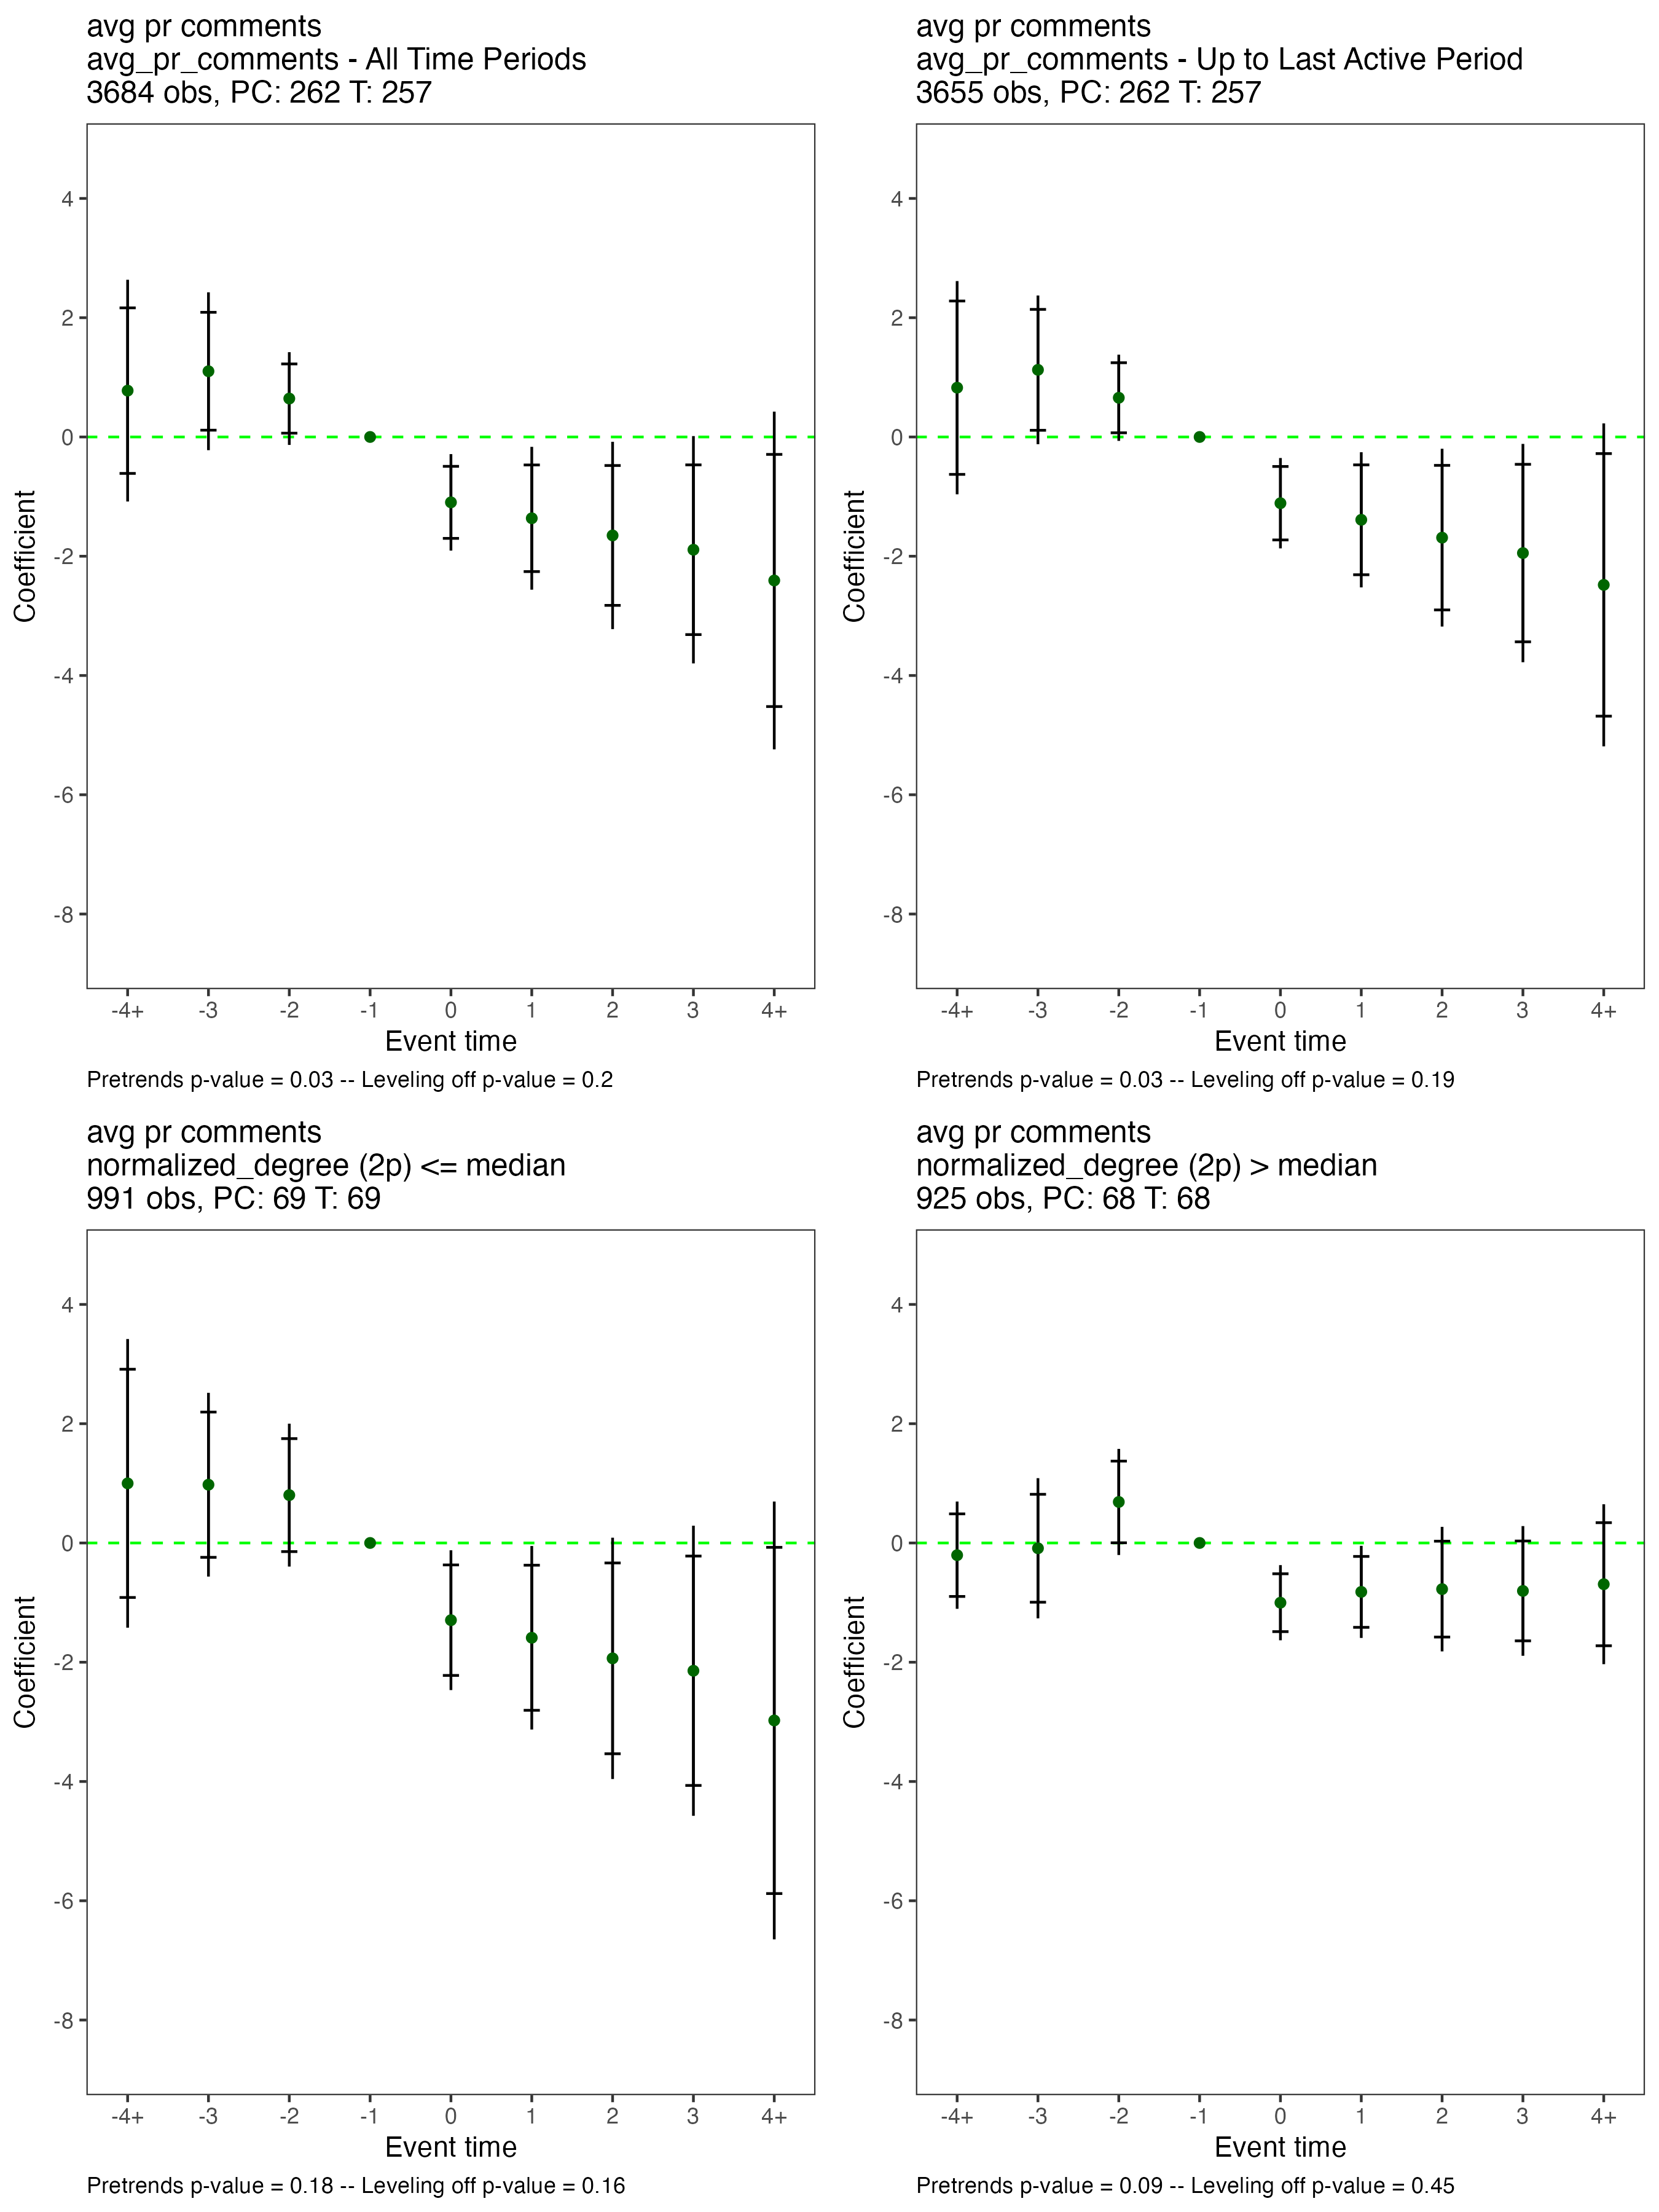 avg pr comments
avg_pr_comments - All Time Periods
3684 obs, PC: 262 T: 257
4
2
0
-2
-4
-6
-8
Coefficient
-4+ -3 -2 -1 0 1 2 3 4+
Event time
Pretrends p-value = 0.03 -- Leveling off p-value = 0.2
avg pr comments
avg_pr_comments - Up to Last Active Period
3655 obs, PC: 262 T: 257
4
2
0
-2
-4
-6
-8
Coefficient
-4+ -3 -2 -1 0 1 2 3 4+
Event time
Pretrends p-value = 0.03 -- Leveling off p-value = 0.19
avg pr comments
normalized_degree (2p) <= median
991 obs, PC: 69 T: 69
4
2
0
-2
-4
-6
-8
Coefficient
-4+ -3 -2 -1 0 1 2 3 4+
Event time
Pretrends p-value = 0.18 -- Leveling off p-value = 0.16
avg pr comments
normalized_degree (2p) > median
925 obs, PC: 68 T: 68
4
2
0
-2
-4
-6
-8
Coefficient
-4+ -3 -2 -1 0 1 2 3 4+
Event time
Pretrends p-value = 0.09 -- Leveling off p-value = 0.45